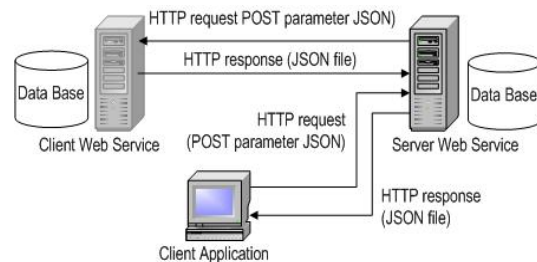 HTTP request POST parameter JSON)
HTTP response (JSON file)
Data Base
Data Base
Client Web Service
HTTP request
(POST parameter JSON)
Server Web Service
HTTP response
(JSON file)
Client Application